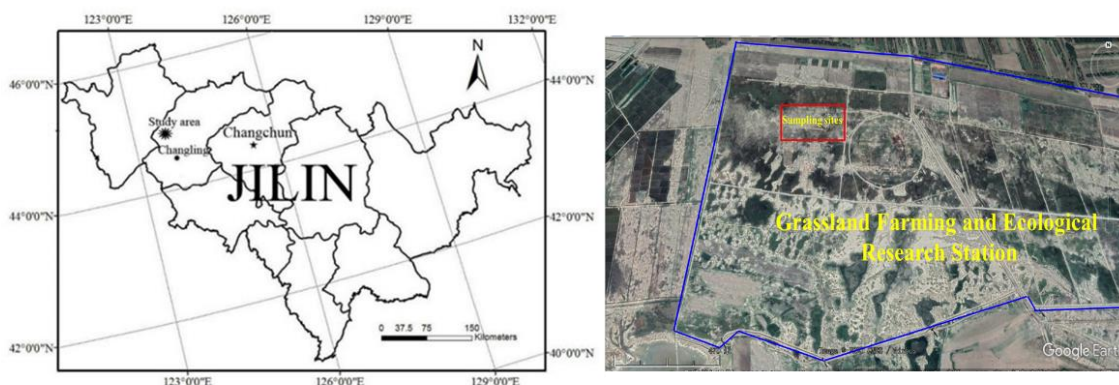 123°0'0"E
126°0'0"E
129°0'0"E
132°0'0"E
46°0'0"N
44°0'0"N
42°0'0"N
44°0'0"N
42°0'0"N
40°0'0"N
N
Study area
Changling
Changchun
JILIN
0 37.5 75 150
Kilometers
123°0'0"E
126°0'0"E
129°0'0"E
Sampling sites
Grassland Farming and Ecological
Research Station
Google Earth